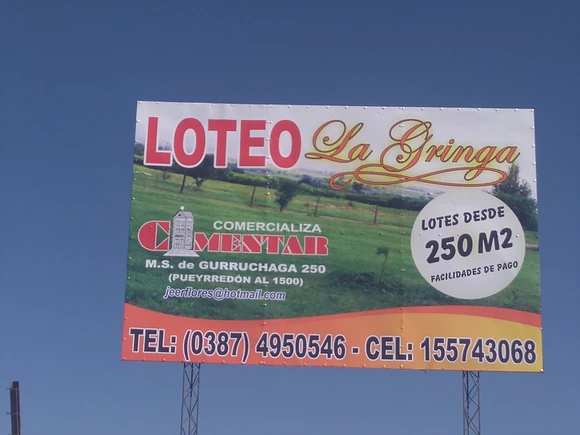 LOTEO La Gringa
COMERCIALIZA
CIMENTAR
M.S. de GURRUCHAGA 250
(PUEYRREDÓN AL 1500)
jeerflores@hotmail.com
LOTES DESDE
250 M2
FACILIDADES DE PAGO
TEL: (0387) 4950546 - CEL: 155743068